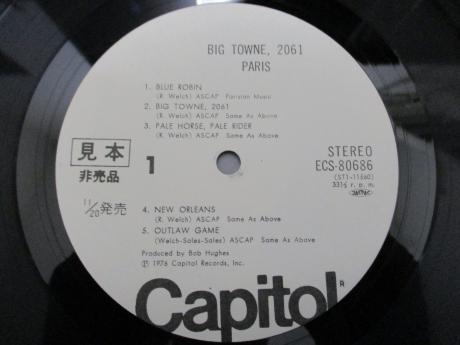 BIG TOWNE, 2061
PARIS
1. BLUE ROBIN
(R. Welch) ASCAP Parisian Music
2. BIG TOWNE, 2061
(R. Welch) ASCAP Same As Above
3. PALE HORSE, PALE RIDER
(R. Welch) ASCAP Same As Above
見本
非売品
11/20発売
1
STEREO
ECS-80686
(ST1-11560)
33⅓ r.p.m.
4. NEW ORLEANS
(R. Welch) ASCAP Same As Above
5. OUTLAW GAME
(Welch-Sales-Sales) ASCAP Same As Above
Produced by Bob Hughes
Ⓟ 1976 Capitol Records, Inc.
Capitol®